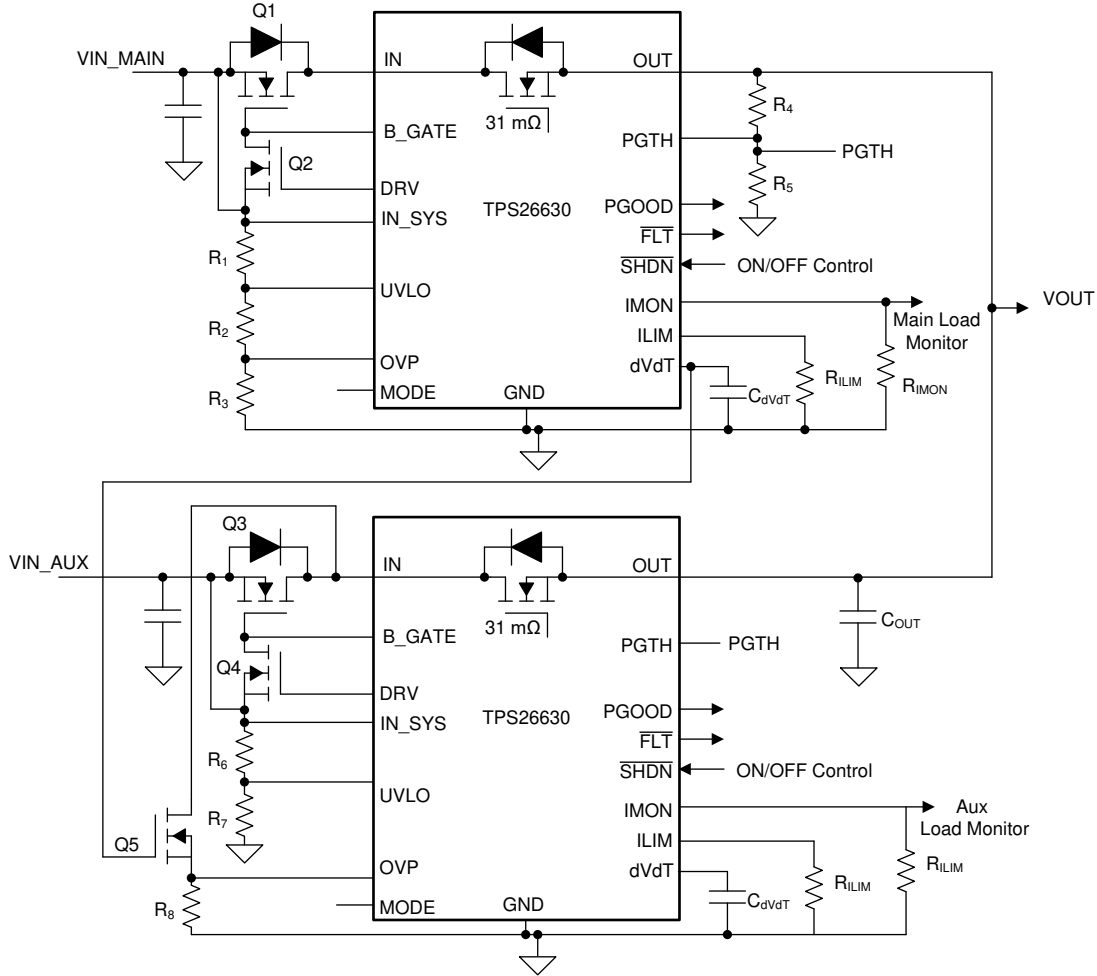 Q1
VIN_MAIN
IN
OUT
31 mΩ
R4
B_GATE
PGTH
PGTH
Q2
DRV
R5
TPS26630
PGOOD
IN_SYS
FLT
R1
SHDN
ON/OFF Control
UVLO
IMON
VOUT
Main Load
Monitor
R2
ILIM
OVP
dVdT
RILIM
RIMON
MODE
GND
CdVdT
R3
Q3
VIN_AUX
IN
OUT
31 mΩ
COUT
B_GATE
PGTH
PGTH
Q4
DRV
TPS26630
PGOOD
IN_SYS
FLT
R6
SHDN
ON/OFF Control
UVLO
IMON
Aux
Load Monitor
R7
Q5
ILIM
OVP
dVdT
RILIM
RILIM
R8
MODE
GND
CdVdT